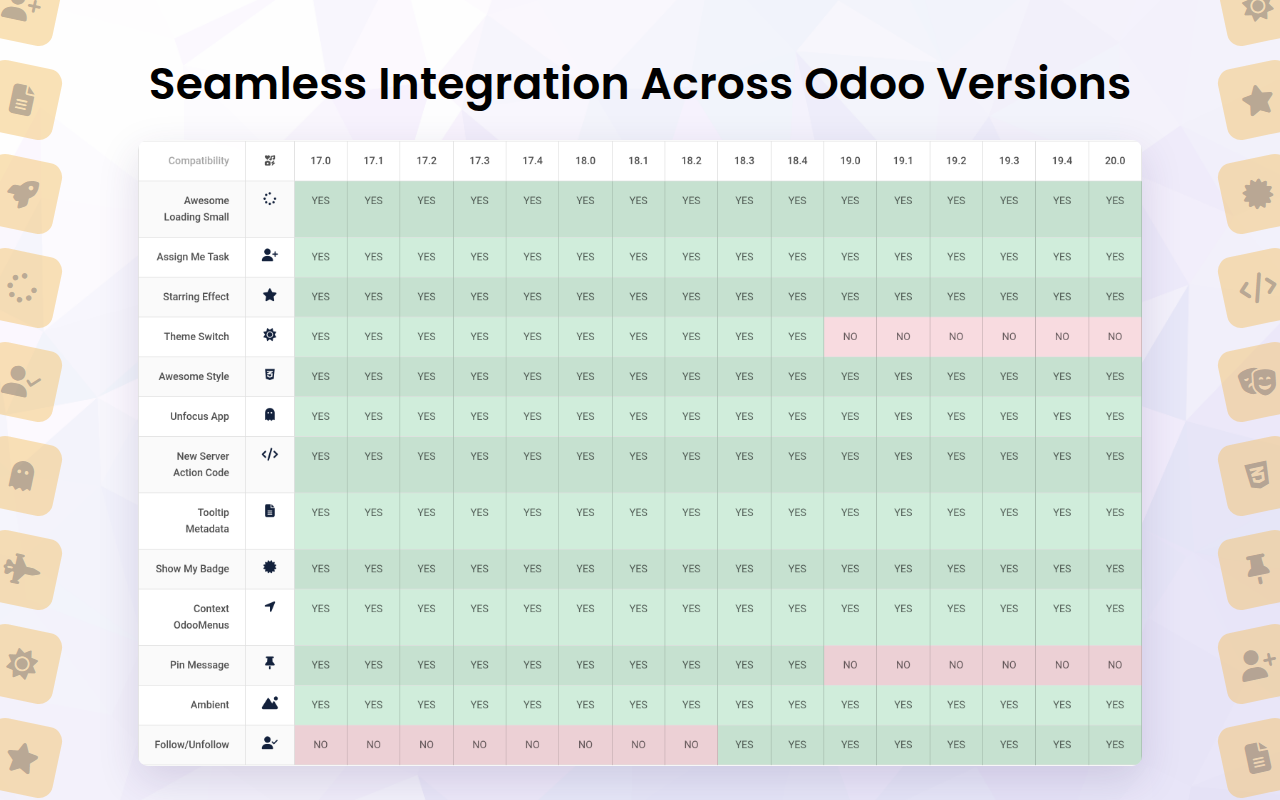 Seamless Integration Across Odoo Versions
Compatibility 17.0 17.1 17.2 17.3 17.4 18.0 18.1 18.2 18.3 18.4 19.0 19.1 19.2 19.3 19.4 20.0
Awesome YES YES YES YES YES YES YES YES YES YES YES YES YES YES YES YES
Loading Small
Assign Me Task YES YES YES YES YES YES YES YES YES YES YES YES YES YES YES YES
Starring Effect YES YES YES YES YES YES YES YES YES YES YES YES YES YES YES YES
Theme Switch YES YES YES YES YES YES YES YES YES YES NO NO NO NO NO NO
Awesome Style YES YES YES YES YES YES YES YES YES YES YES YES YES YES YES YES
Unfocus App YES YES YES YES YES YES YES YES YES YES YES YES YES YES YES YES
New Server YES YES YES YES YES YES YES YES YES YES YES YES YES YES YES YES
Action Code
Tooltip YES YES YES YES YES YES YES YES YES YES YES YES YES YES YES YES
Metadata
Show My Badge YES YES YES YES YES YES YES YES YES YES YES YES YES YES YES YES
Context YES YES YES YES YES YES YES YES YES YES YES YES YES YES YES YES
OdooMenus
Pin Message YES YES YES YES YES YES YES YES YES YES NO NO NO NO NO NO
Ambient YES YES YES YES YES YES YES YES YES YES YES YES YES YES YES YES
Follow/Unfollow NO NO NO NO NO NO NO NO YES YES YES YES YES YES YES YES